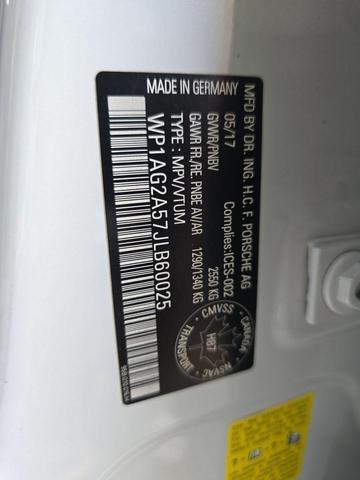 MFD BY DR. ING. H.C. F. PORSCHE AG
05/17 Complies:ICES-002
GVWR/PNBV 2550 KG
GAWR FR./RE. PNBE AV/AR 1290/1340 KG
TYPE: MPV/VTUM
WP1AG2A57JLB60025
MADE IN GERMANY
CANADA
CMVSS
TRANSPORT
H87
NSVAC